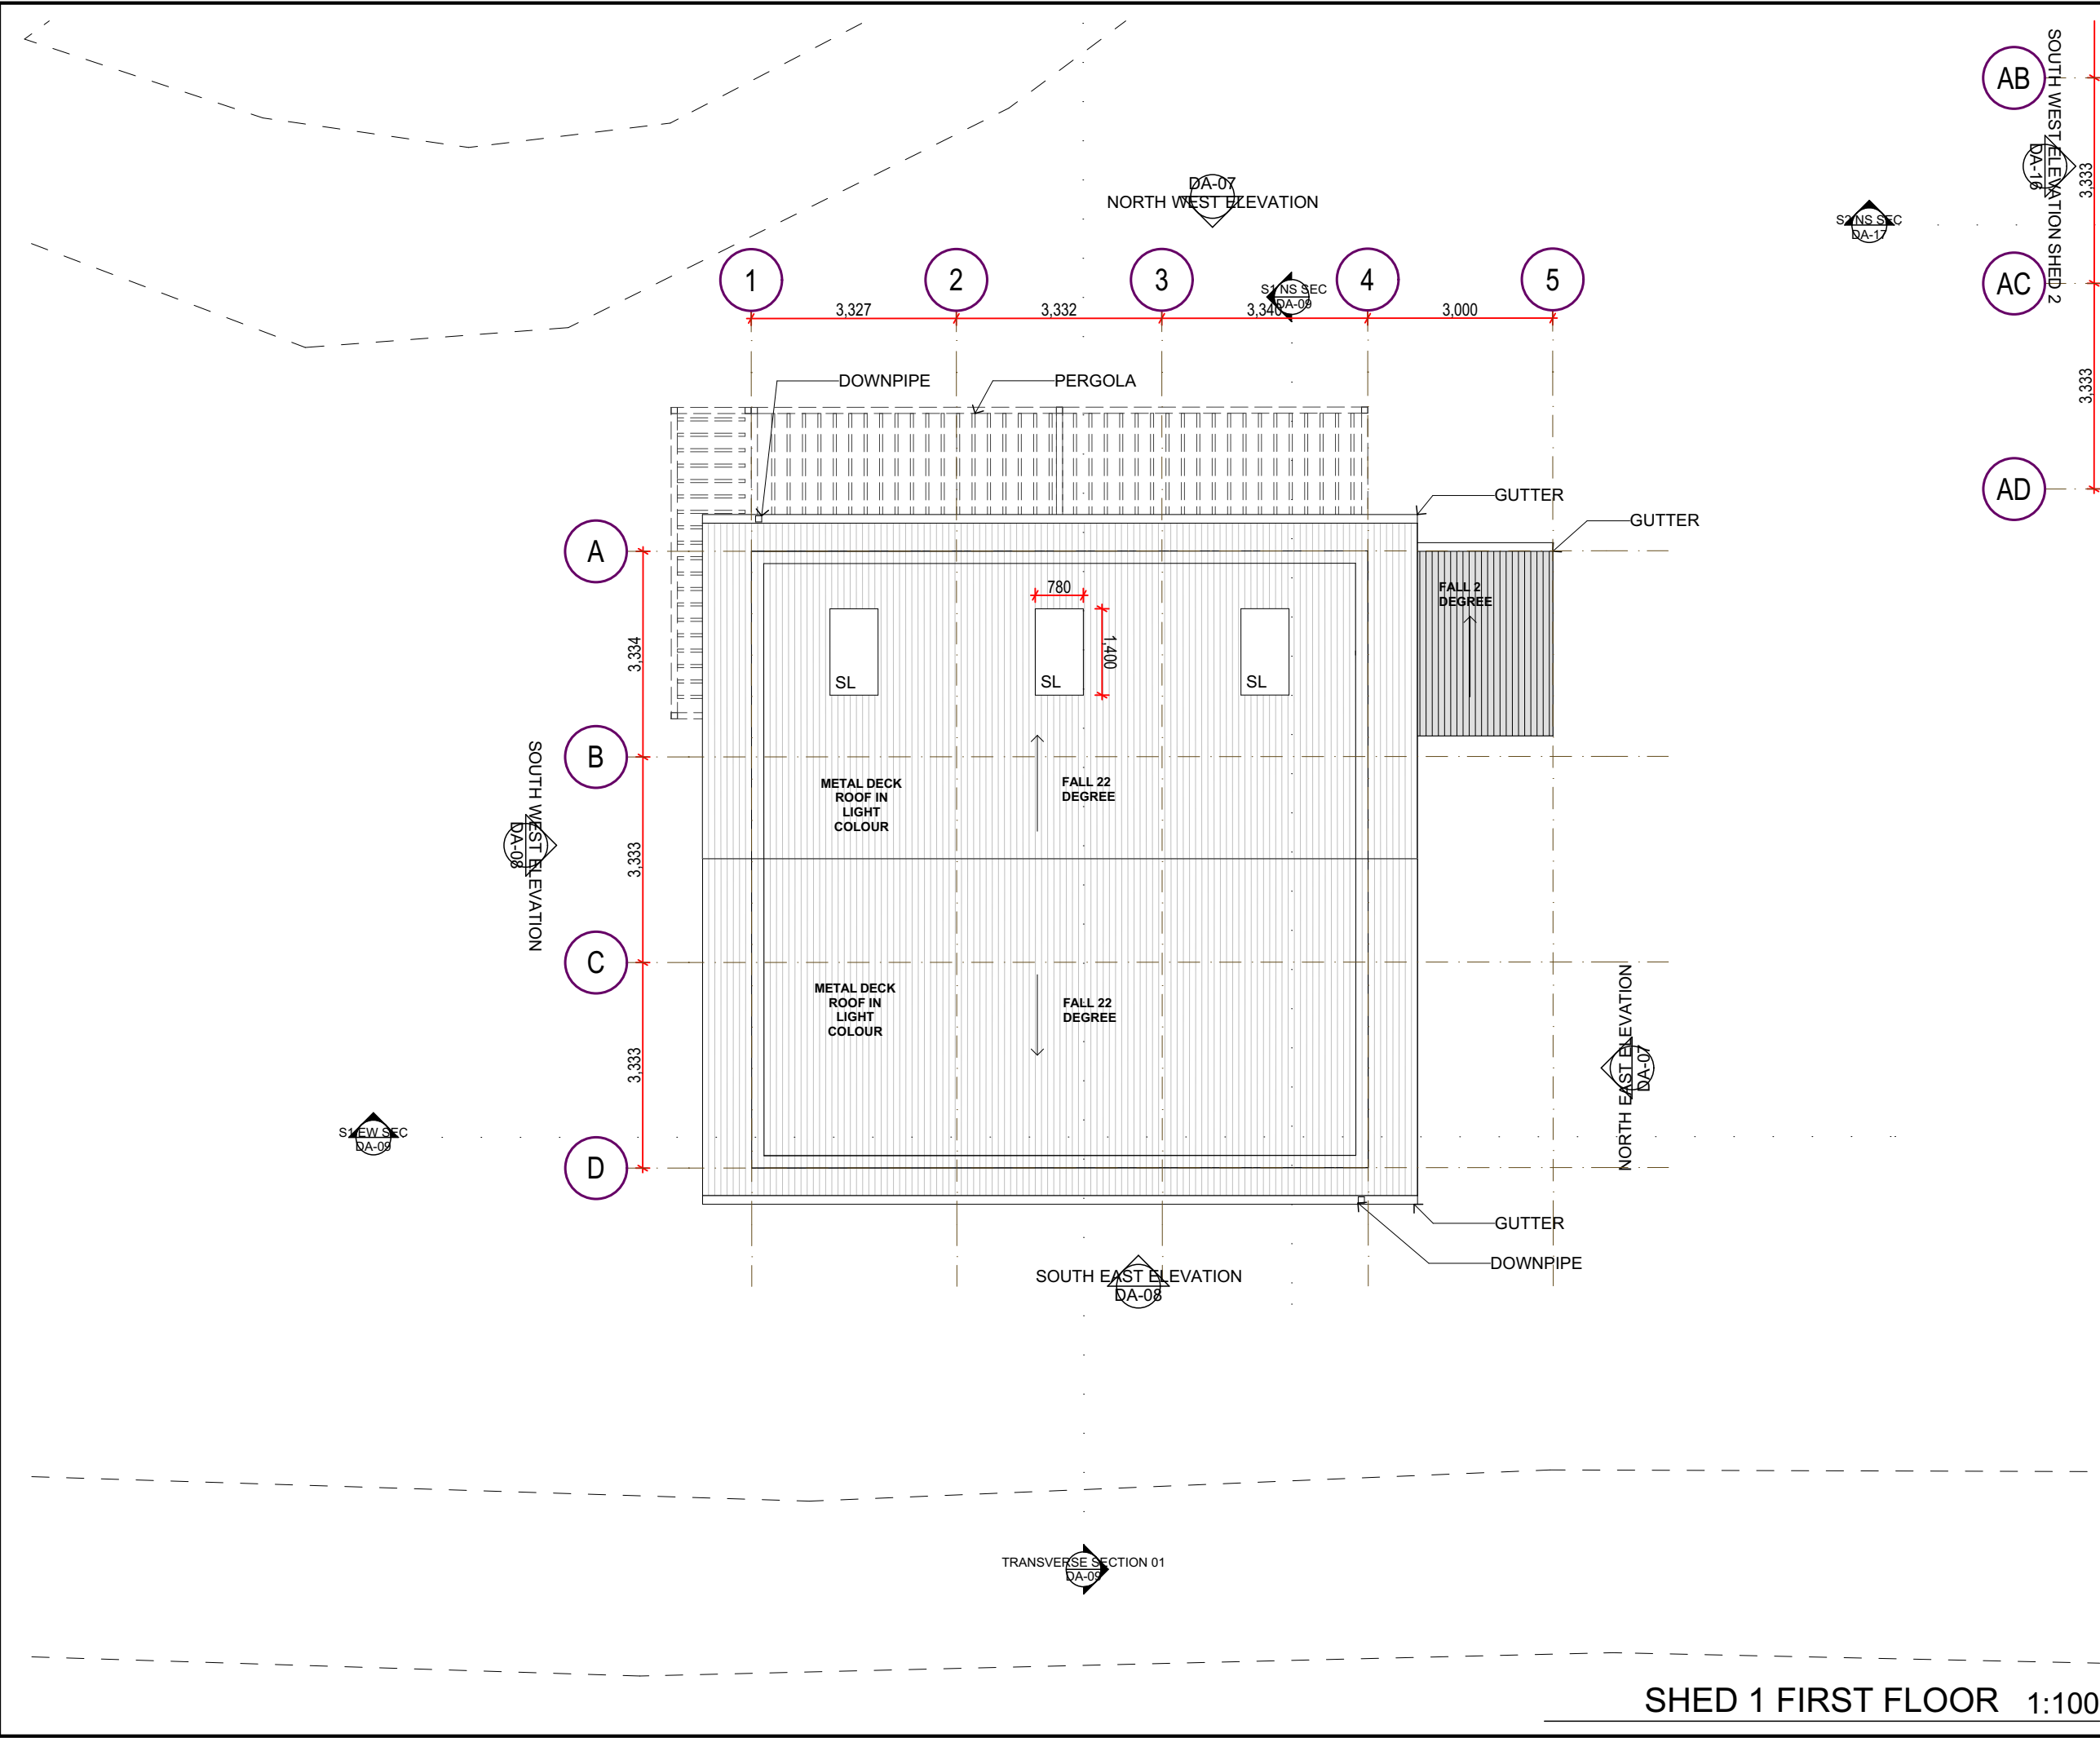 AB
SOUTH WEST ELEVATION SHED 2
DA-16
3,333
DA-07
NORTH WEST ELEVATION
S2 NS SEC
DA-17
1
2
3
4
5
AC
S1 NS SEC
DA-09
3,327
3,332
3,340
3,000
3,333
DOWNPIPE
PERGOLA
AD
GUTTER
GUTTER
A
780
FALL 2
DEGREE
3,334
1,400
SL
SL
SL
B
METAL DECK
ROOF IN
LIGHT
COLOUR
FALL 22
DEGREE
SOUTH WEST ELEVATION
DA-08
3,333
C
METAL DECK
ROOF IN
LIGHT
COLOUR
FALL 22
DEGREE
3,333
NORTH EAST ELEVATION
DA-07
S1 EW SEC
DA-09
D
GUTTER
DOWNPIPE
SOUTH EAST ELEVATION
DA-08
TRANSVERSE SECTION 01
DA-09
SHED 1 FIRST FLOOR 1:100